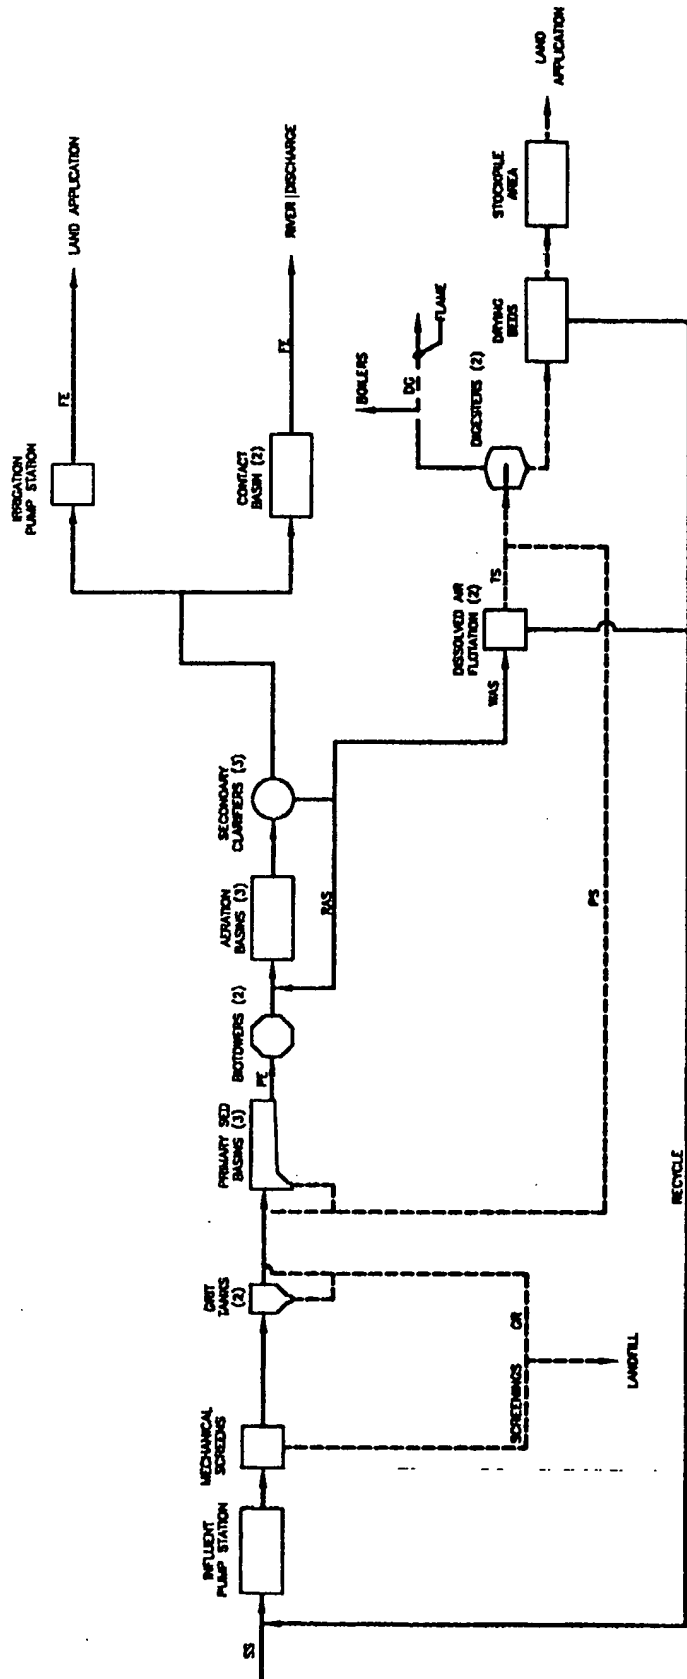 SS
INFLUENT
PUMP STATION
MECHANICAL
SCREENS
GRIT
TANKS
(2)
PRIMARY SED
BASINS (3)
PE
BIOTOWERS (2)
AERATION
BASINS (3)
SECONDARY
CLARIFIERS (3)
RAS
IRRIGATION
PUMP STATION
FE
LAND APPLICATION
CONTACT
BASIN (2)
FE
RIVER DISCHARGE
WAS
DISSOLVED AIR
FLOTATION (2)
TS
DIGESTERS (2)
BOILERS
DG
FLAME
DRYING
BEDS
STOCKPILE
AREA
LAND
APPLICATION
SCREENINGS
GR
LANDFILL
PS
RECYCLE